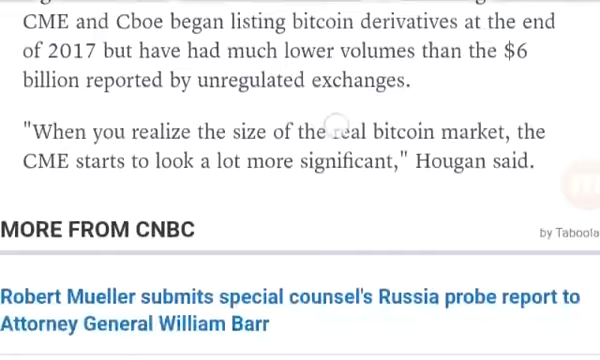 CME and Cboe began listing bitcoin derivatives at the end
of 2017 but have had much lower volumes than the $6
billion reported by unregulated exchanges.
"When you realize the size of the real bitcoin market, the
CME starts to look a lot more significant," Hougan said.
MORE FROM CNBC
by Taboola
Robert Mueller submits special counsel's Russia probe report to
Attorney General William Barr